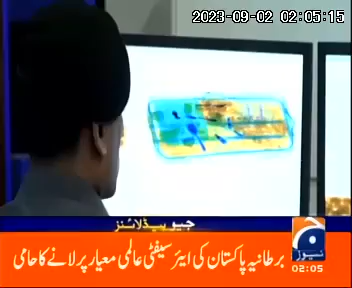 2023-09-02 02:05:15
جیو ہیڈلائنز
برطانیہ پاکستان کی ایئر سیفٹی عالمی معیار پر لانے کا حامی
جیو
نیوز
02:05